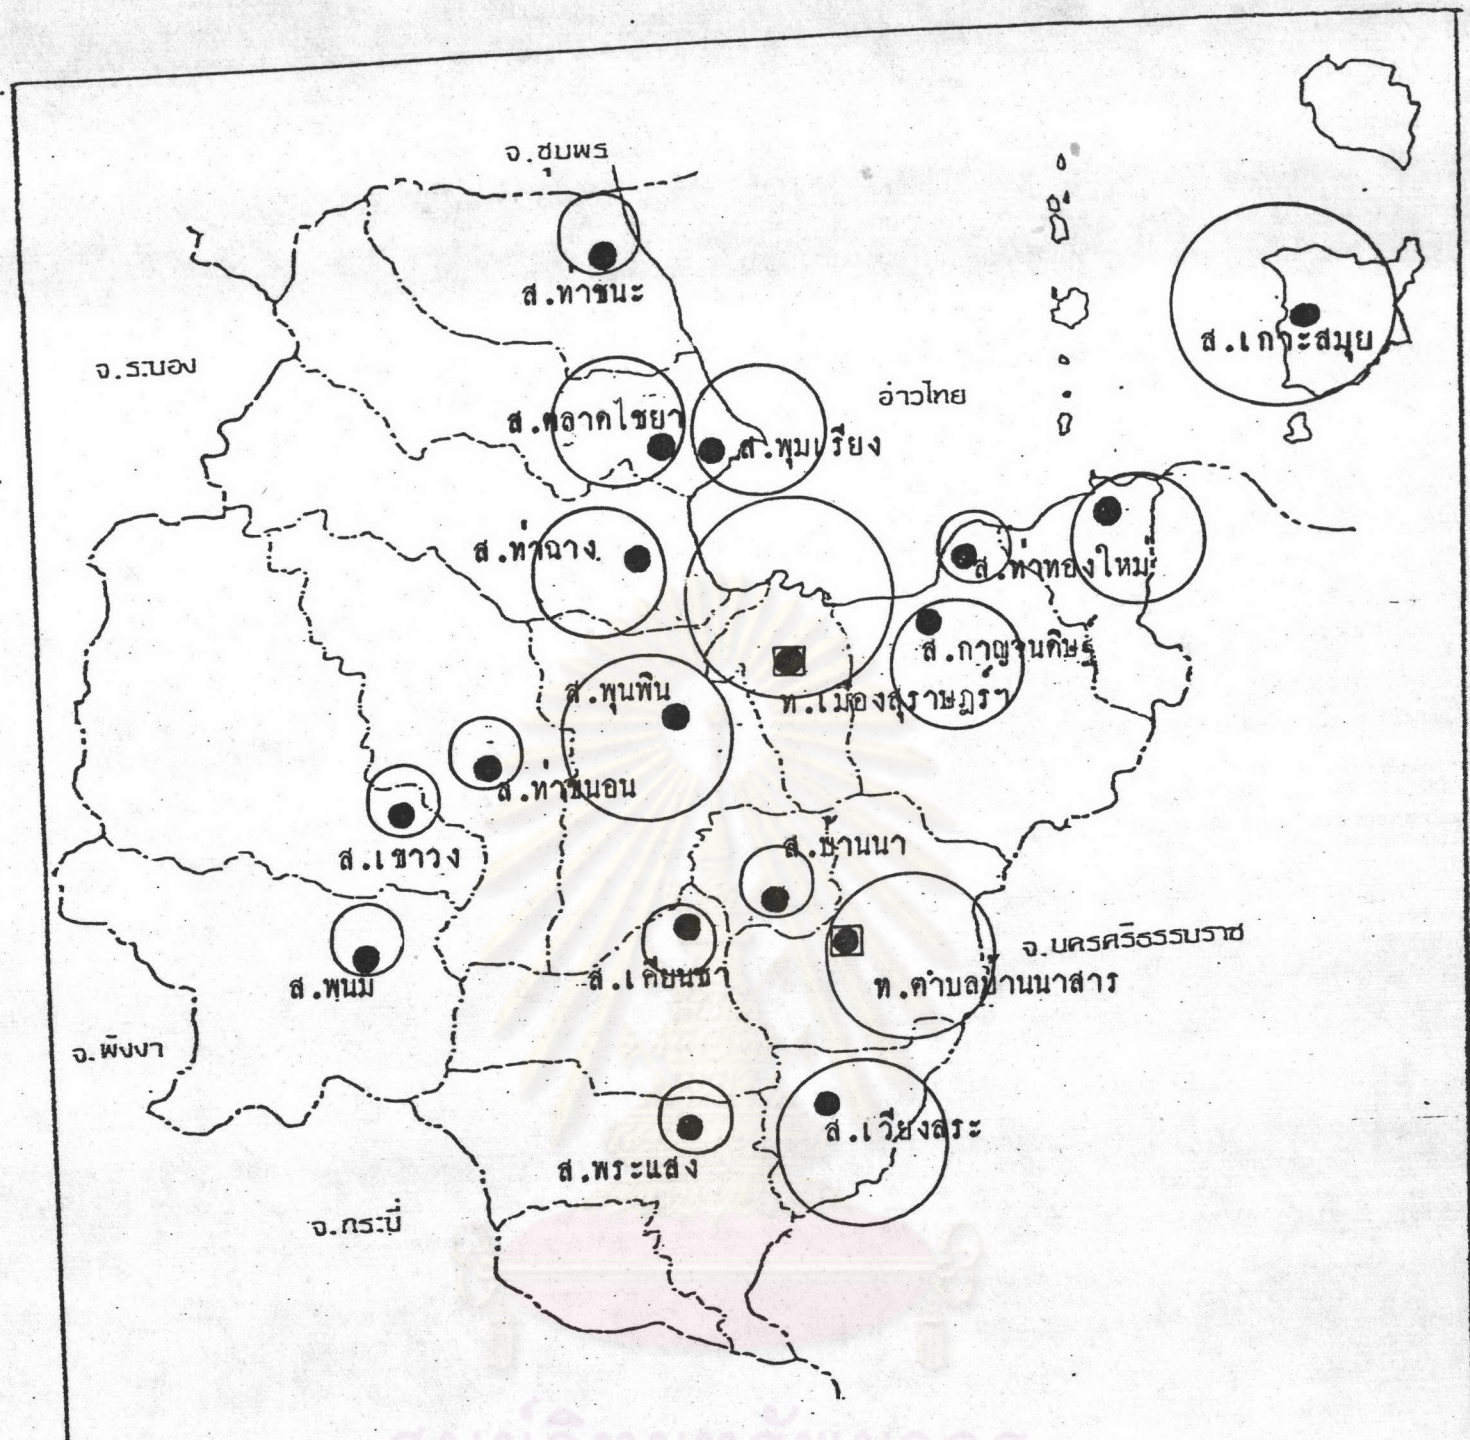 จ.ชุมพร
ส.ท่าชนะ
จ.ระนอง
ส.เกาะสมุย
อ่าวไทย
ส.ตลาดไชยา
ส.พุมเรียง
ส.ท่าฉาง
ส.ท่าทองใหม่
ส.กาญจนดิษฐ์
ส.พุนพิน
ท.เมืองสุราษฎร์ฯ
ส.ท่าขนอน
ส.บ้านนา
ส.เขาวง
จ.นครศรีธรรมราช
ส.พนม
ส.เคียนซา
ท.ตำบลบ้านนาสาร
จ.พังงา
ส.เวียงสระ
ส.พระแสง
จ.กระบี่